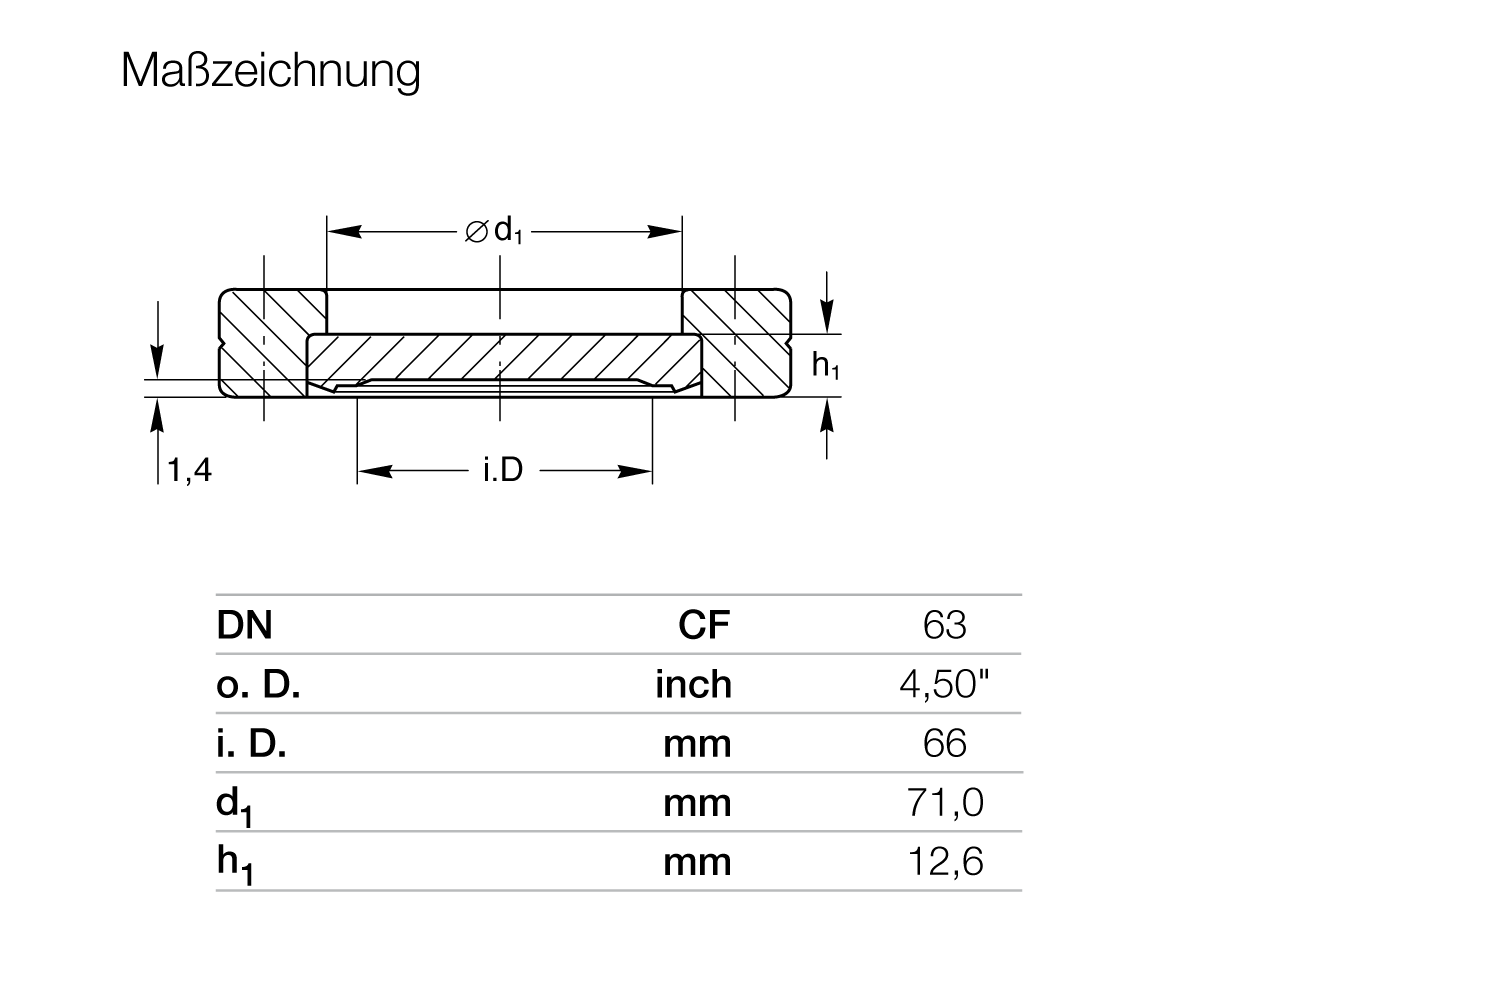 Maßzeichnung
⌀ d₁
h₁
1,4
i.D
DN CF 63
o. D. inch 4,50"
i. D. mm 66
d₁ mm 71,0
h₁ mm 12,6